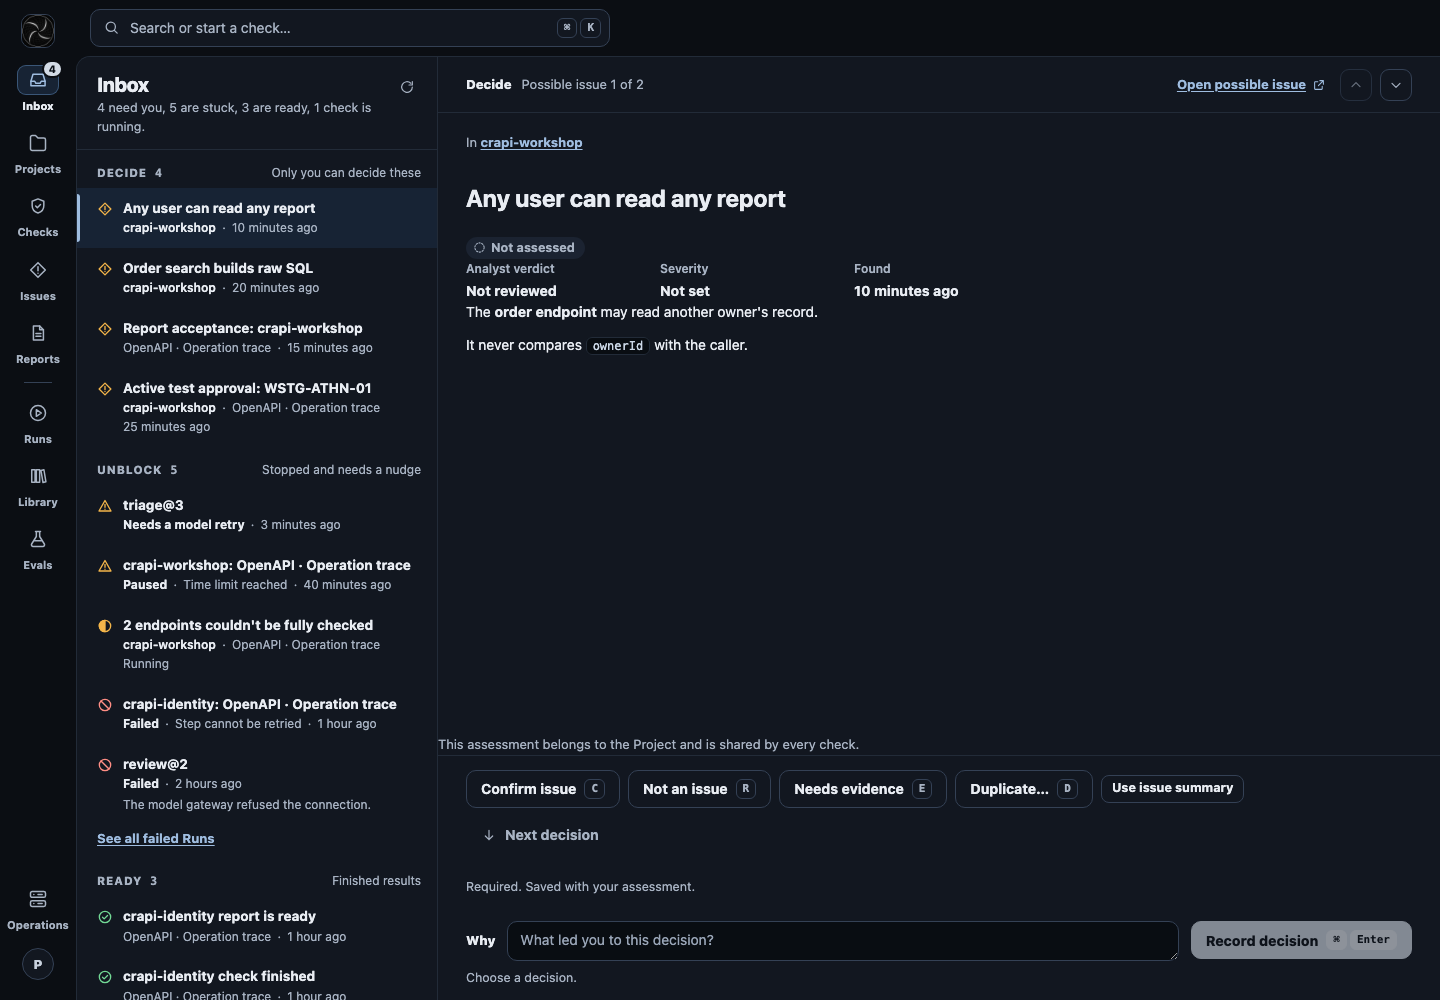 Search or start a check...
⌘ K
4
Inbox
Projects
Checks
Issues
Reports
Runs
Library
Evals
Operations
P
Inbox
4 need you, 5 are stuck, 3 are ready, 1 check is
running.
DECIDE 4 Only you can decide these
Any user can read any report
crapi-workshop · 10 minutes ago
Order search builds raw SQL
crapi-workshop · 20 minutes ago
Report acceptance: crapi-workshop
OpenAPI · Operation trace · 15 minutes ago
Active test approval: WSTG-ATHN-01
crapi-workshop · OpenAPI · Operation trace
25 minutes ago
UNBLOCK 5 Stopped and needs a nudge
triage@3
Needs a model retry · 3 minutes ago
crapi-workshop: OpenAPI · Operation trace
Paused · Time limit reached · 40 minutes ago
2 endpoints couldn't be fully checked
crapi-workshop · OpenAPI · Operation trace
Running
crapi-identity: OpenAPI · Operation trace
Failed · Step cannot be retried · 1 hour ago
review@2
Failed · 2 hours ago
The model gateway refused the connection.
See all failed Runs
READY 3 Finished results
crapi-identity report is ready
OpenAPI · Operation trace · 1 hour ago
crapi-identity check finished
OpenAPI · Operation trace · 1 hour ago
Decide Possible issue 1 of 2
Open possible issue
In crapi-workshop
Any user can read any report
Not assessed
Analyst verdict Severity Found
Not reviewed Not set 10 minutes ago
The order endpoint may read another owner's record.
It never compares ownerId with the caller.
This assessment belongs to the Project and is shared by every check.
Confirm issue C Not an issue R Needs evidence E Duplicate... D Use issue summary
Next decision
Required. Saved with your assessment.
Why What led you to this decision? Record decision ⌘ Enter
Choose a decision.